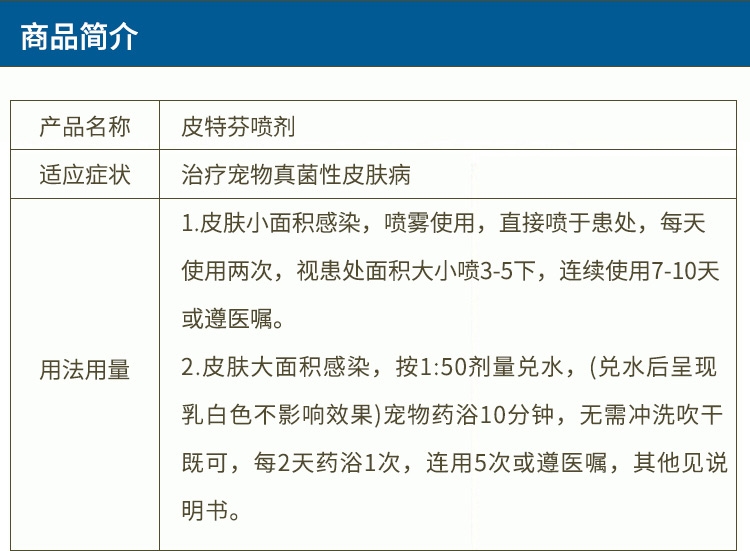 商品简介
产品名称
皮特芬喷剂
适应症状
治疗宠物真菌性皮肤病
用法用量
1.皮肤小面积感染，喷雾使用，直接喷于患处，每天
使用两次，视患处面积大小喷3-5下，连续使用7-10天
或遵医嘱。
2.皮肤大面积感染，按1:50剂量兑水，(兑水后呈现
乳白色不影响效果)宠物药浴10分钟，无需冲洗吹干
既可，每2天药浴1次，连用5次或遵医嘱，其他见说
明书。